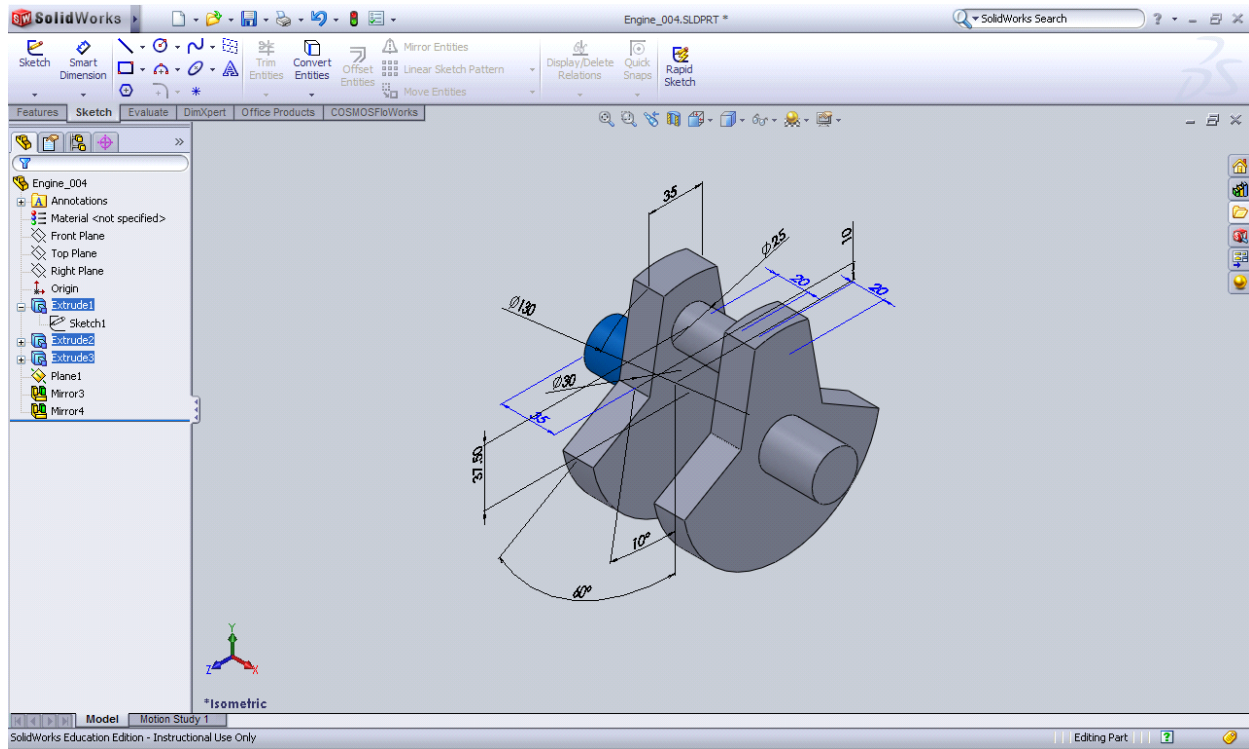 SolidWorks
Engine_004.SLDPRT *
SolidWorks Search
Sketch
Smart Dimension
Trim Entities
Convert Entities
Offset Entities
Mirror Entities
Linear Sketch Pattern
Move Entities
Display/Delete Relations
Quick Snaps
Rapid Sketch
Features
Sketch
Evaluate
DimXpert
Office Products
COSMOSFloWorks
Engine_004
Annotations
Material <not specified>
Front Plane
Top Plane
Right Plane
Origin
Extrude1
Sketch1
Extrude2
Extrude3
Plane1
Mirror3
Mirror4
35
Ø25
10
20
20
Ø130
Ø30
35
37.50
10°
60°
Y
Z
X
*Isometric
Model
Motion Study 1
SolidWorks Education Edition - Instructional Use Only
Editing Part